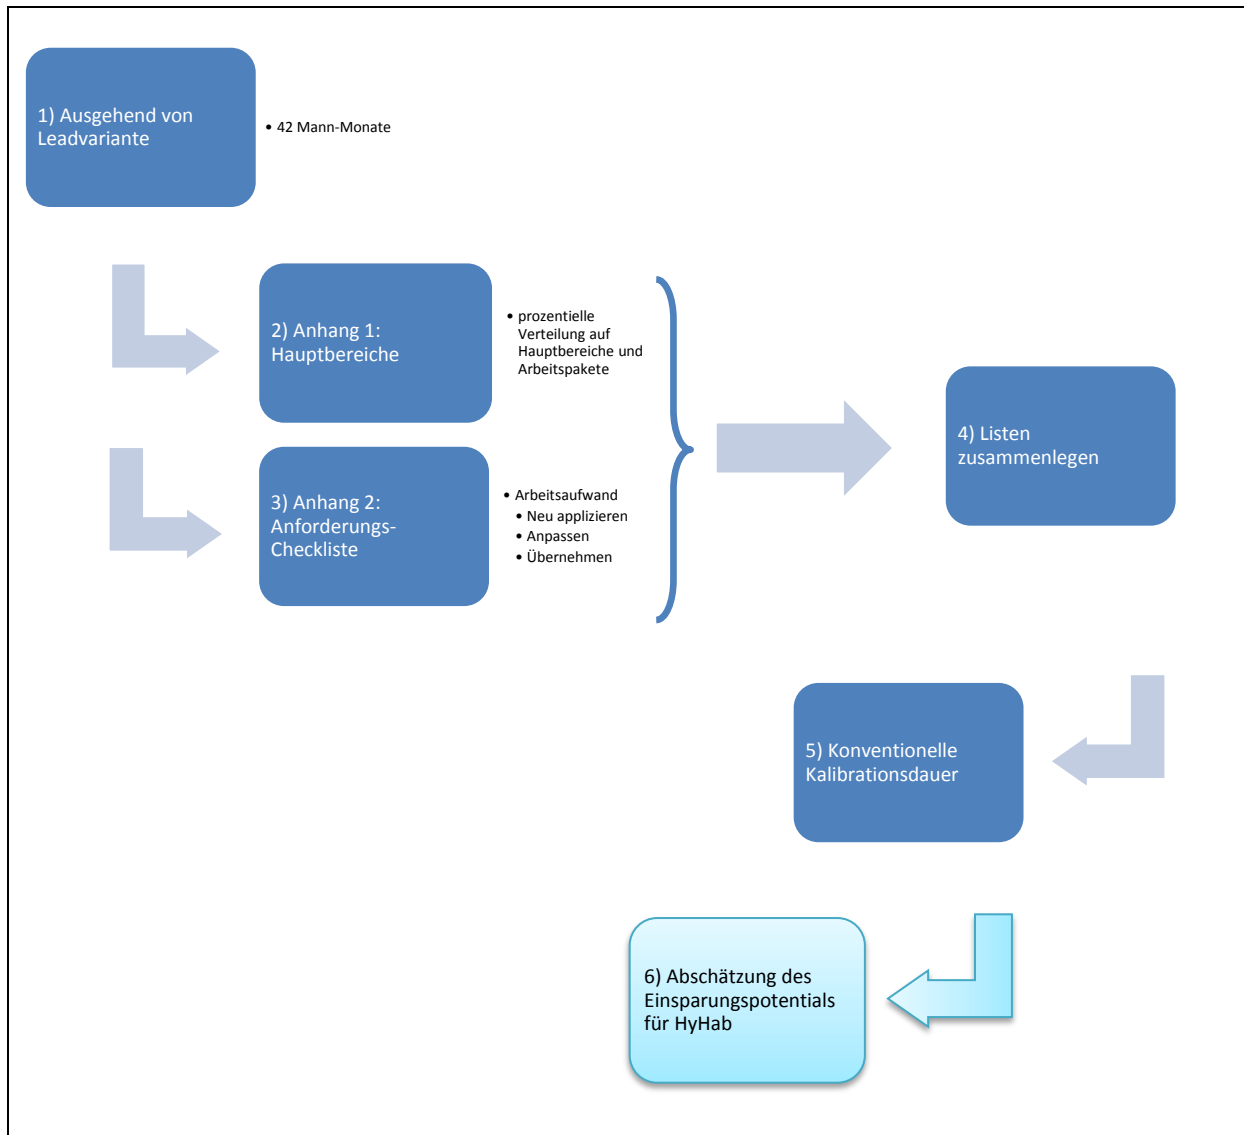 1) Ausgehend von
Leadvariante
• 42 Mann-Monate
2) Anhang 1:
Hauptbereiche
• prozentielle
Verteilung auf
Hauptbereiche und
Arbeitspakete
3) Anhang 2:
Anforderungs-
Checkliste
• Arbeitsaufwand
• Neu applizieren
• Anpassen
• Übernehmen
4) Listen
zusammenlegen
5) Konventionelle
Kalibrationsdauer
6) Abschätzung des
Einsparungspotentials
für HyHab